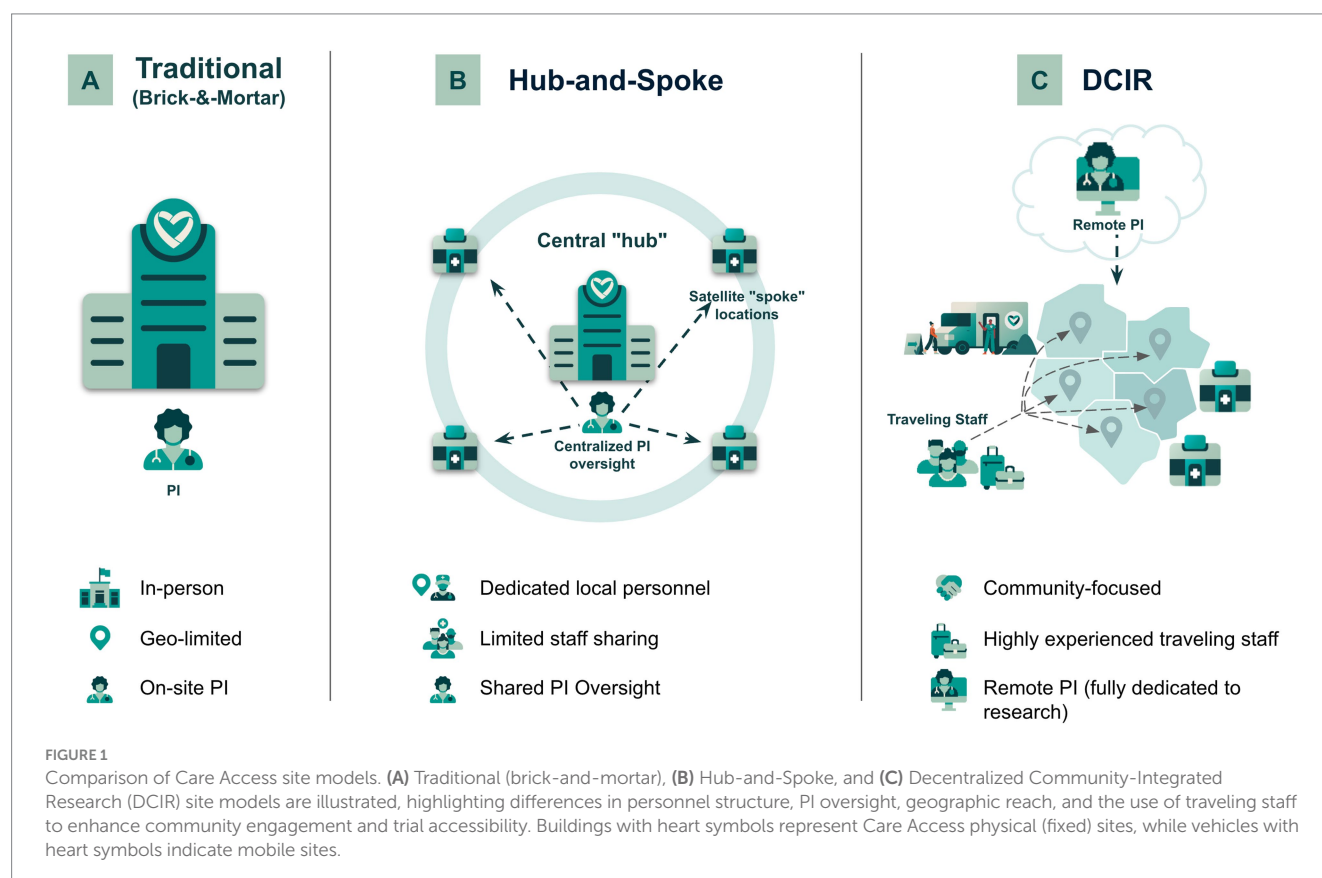 A
Traditional
(Brick-&-Mortar)
PI
In-person
Geo-limited
On-site PI
B
Hub-and-Spoke
Central "hub"
Satellite "spoke"
locations
Centralized PI
oversight
Dedicated local personnel
Limited staff sharing
Shared PI Oversight
C
DCIR
Remote PI
Traveling Staff
Community-focused
Highly experienced traveling staff
Remote PI (fully dedicated to
research)
FIGURE 1
Comparison of Care Access site models. (A) Traditional (brick-and-mortar), (B) Hub-and-Spoke, and (C) Decentralized Community-Integrated
Research (DCIR) site models are illustrated, highlighting differences in personnel structure, PI oversight, geographic reach, and the use of traveling staff
to enhance community engagement and trial accessibility. Buildings with heart symbols represent Care Access physical (fixed) sites, while vehicles with
heart symbols indicate mobile sites.